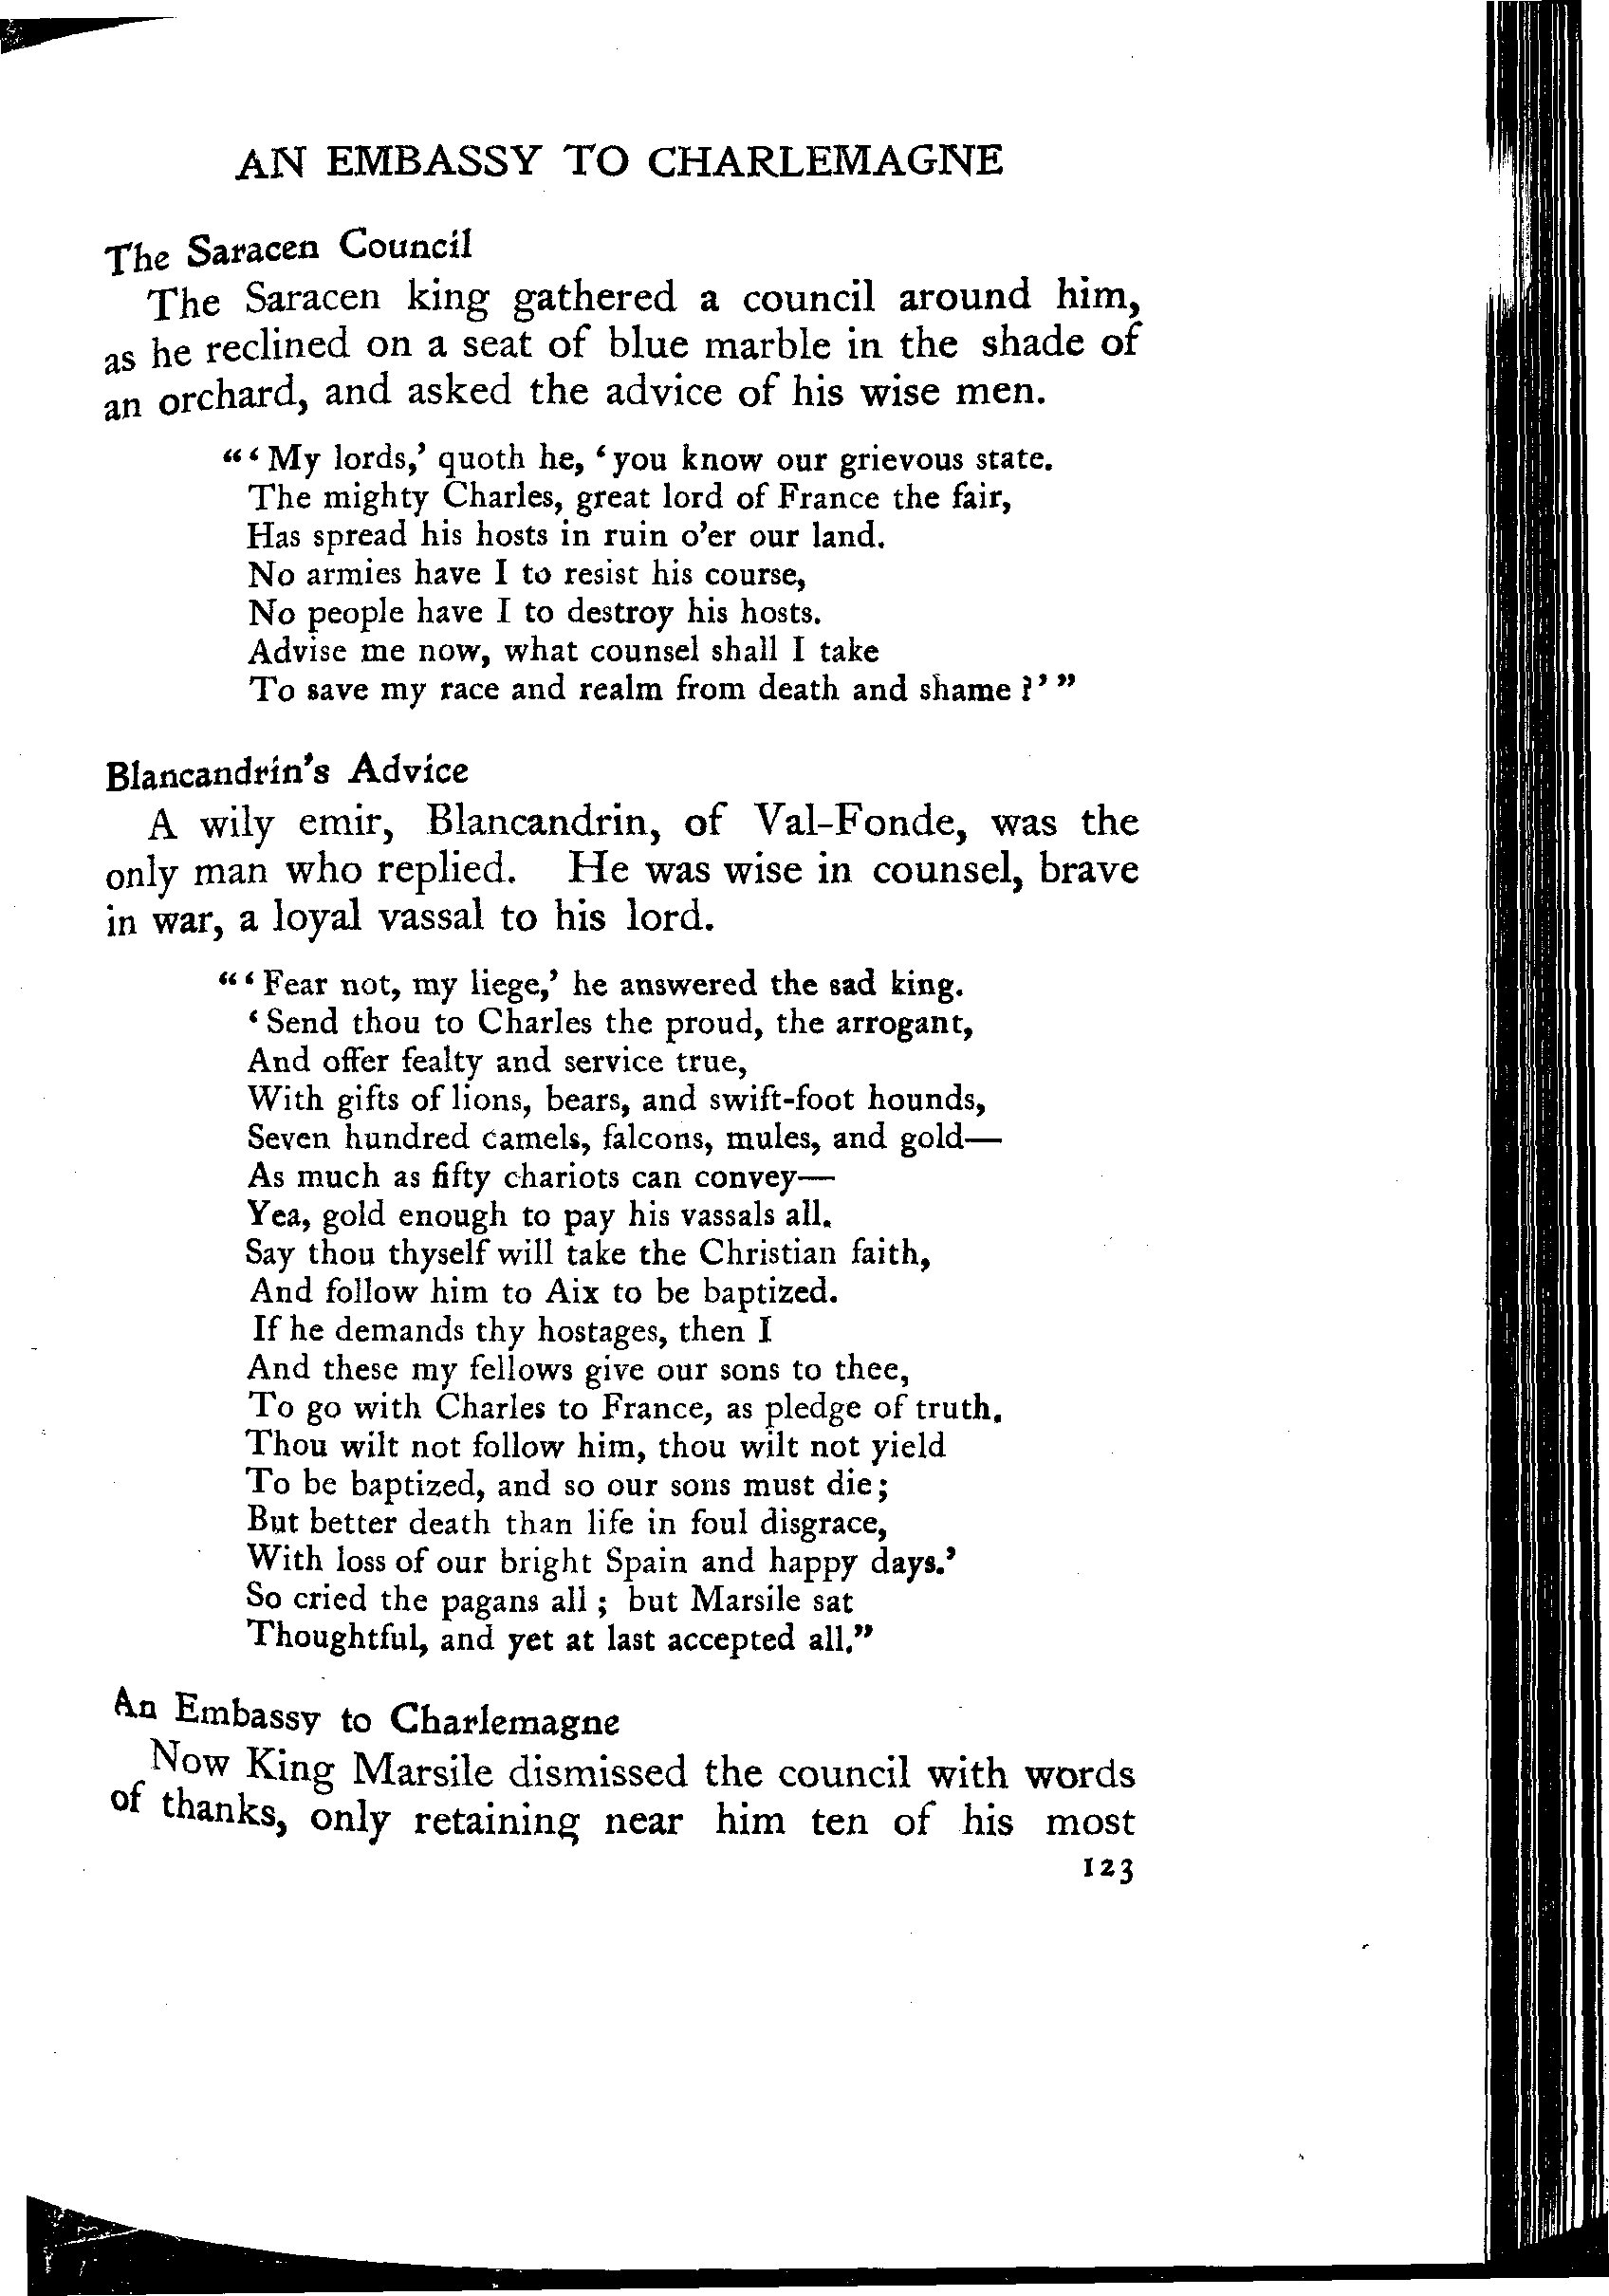 AN EMBASSY TO CHARLEMAGNE
The Saracen Council
The Saracen king gathered a council around him,
as he reclined on a seat of blue marble in the shade of
an orchard, and asked the advice of his wise men.
“‘My lords,’ quoth he, ‘you know our grievous state.
The mighty Charles, great lord of France the fair,
Has spread his hosts in ruin o’er our land.
No armies have I to resist his course,
No people have I to destroy his hosts.
Advise me now, what counsel shall I take
To save my race and realm from death and shame?’”
Blancandrin’s Advice
A wily emir, Blancandrin, of Val-Fonde, was the
only man who replied. He was wise in counsel, brave
in war, a loyal vassal to his lord.
“‘Fear not, my liege,’ he answered the sad king.
‘Send thou to Charles the proud, the arrogant,
And offer fealty and service true,
With gifts of lions, bears, and swift-foot hounds,
Seven hundred camels, falcons, mules, and gold—
As much as fifty chariots can convey—
Yea, gold enough to pay his vassals all.
Say thou thyself will take the Christian faith,
And follow him to Aix to be baptized.
If he demands thy hostages, then I
And these my fellows give our sons to thee,
To go with Charles to France, as pledge of truth.
Thou wilt not follow him, thou wilt not yield
To be baptized, and so our sons must die;
But better death than life in foul disgrace,
With loss of our bright Spain and happy days.’
So cried the pagans all; but Marsile sat
Thoughtful, and yet at last accepted all.”
An Embassy to Charlemagne
Now King Marsile dismissed the council with words
of thanks, only retaining near him ten of his most
123